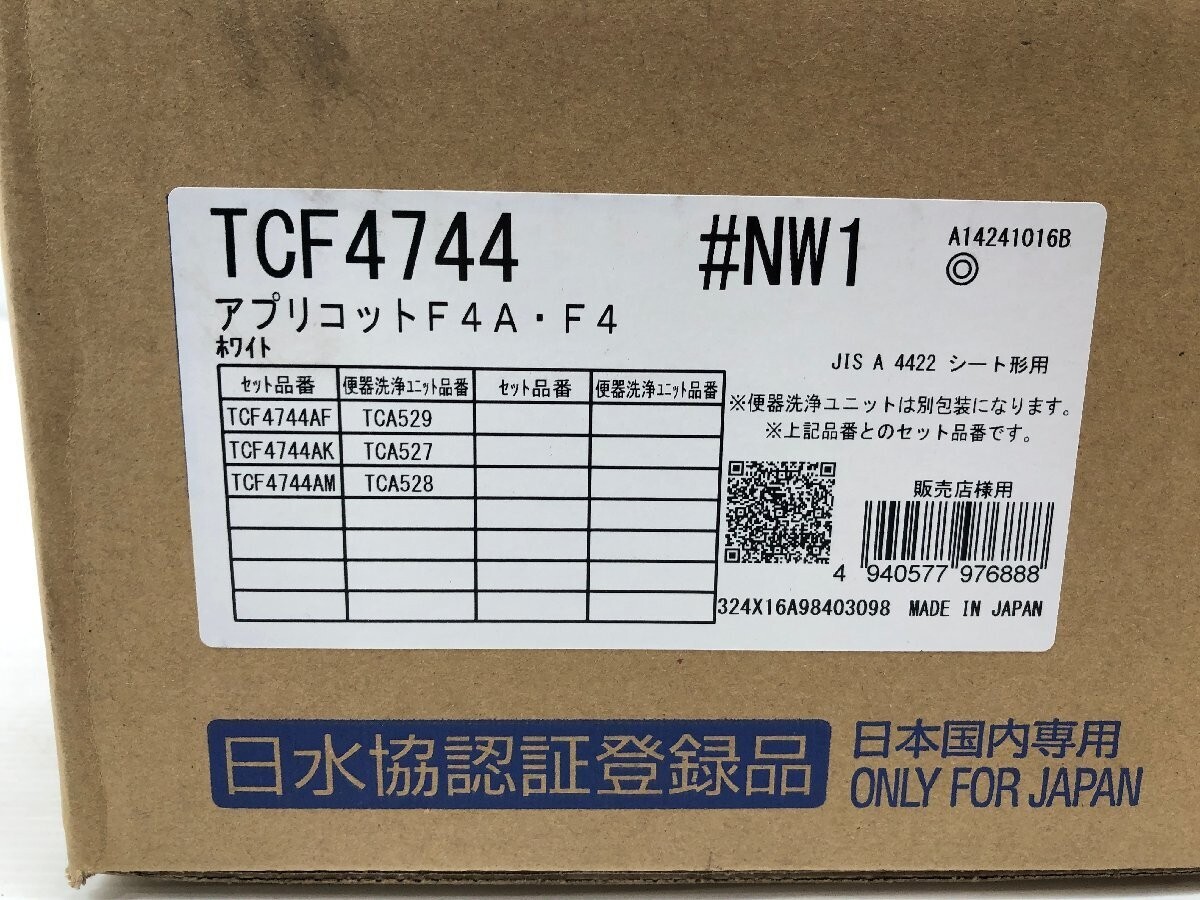 TCF4744 #NW1 A14241016B
◎
アプリコットF4A・F4
ホワイト
JIS A 4422 シート形用
セット品番 便器洗浄ユニット品番 セット品番 便器洗浄ユニット品番
TCF4744AF TCA529
TCF4744AK TCA527
TCF4744AM TCA528
※便器洗浄ユニットは別包装になります。
※上記品番とのセット品番です。
販売店様用
4 940577 976888
324X16A98403098 MADE IN JAPAN
日水協認証登録品
日本国内専用
ONLY FOR JAPAN